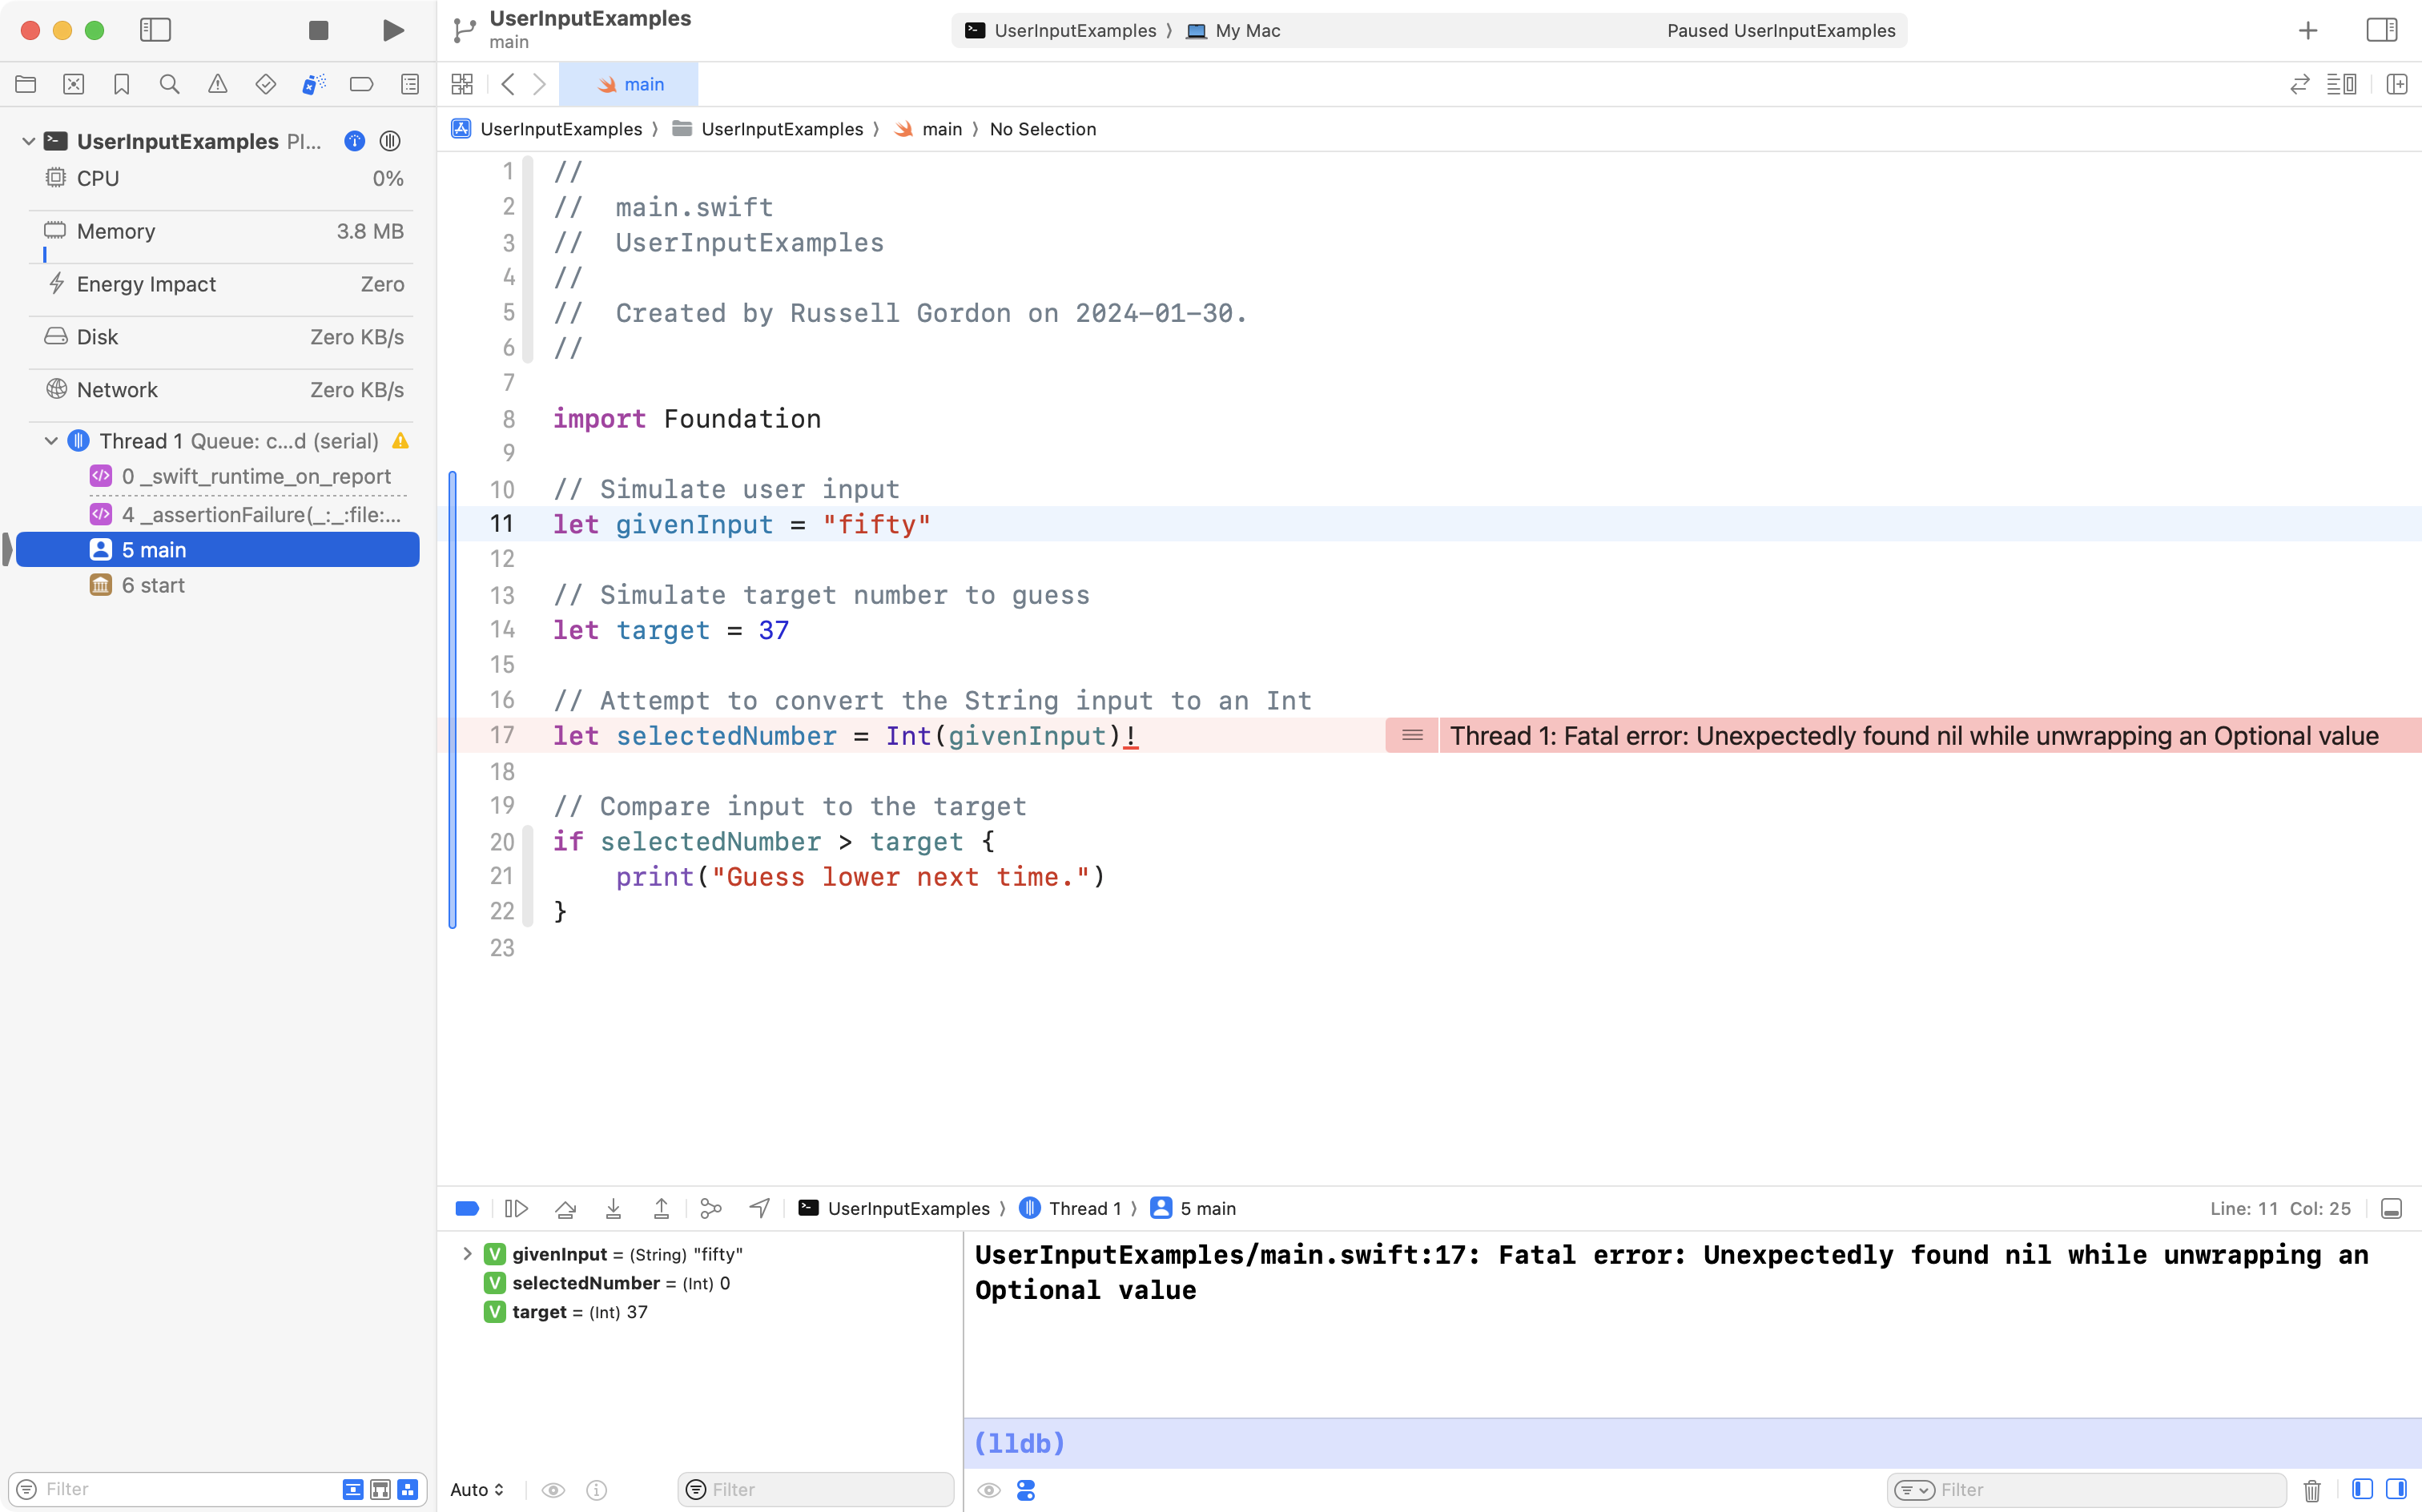 UserInputExamples
main
UserInputExamples ⟩ My Mac
Paused UserInputExamples
main
UserInputExamples ⟩ UserInputExamples ⟩ main ⟩ No Selection
UserInputExamples PI...
CPU 0%
Memory 3.8 MB
Energy Impact Zero
Disk Zero KB/s
Network Zero KB/s
Thread 1 Queue: c...d (serial)
0 _swift_runtime_on_report
4 _assertionFailure(_:_:file:...
5 main
6 start
Filter
1 //
2 //  main.swift
3 //  UserInputExamples
4 //
5 //  Created by Russell Gordon on 2024-01-30.
6 //
7
8 import Foundation
9
10 // Simulate user input
11 let givenInput = "fifty"
12
13 // Simulate target number to guess
14 let target = 37
15
16 // Attempt to convert the String input to an Int
17 let selectedNumber = Int(givenInput)! Thread 1: Fatal error: Unexpectedly found nil while unwrapping an Optional value
18
19 // Compare input to the target
20 if selectedNumber > target {
21     print("Guess lower next time.")
22 }
23
UserInputExamples ⟩ Thread 1 ⟩ 5 main
Line: 11 Col: 25
V givenInput = (String) "fifty"
V selectedNumber = (Int) 0
V target = (Int) 37
Auto
Filter
UserInputExamples/main.swift:17: Fatal error: Unexpectedly found nil while unwrapping an
Optional value
(lldb)
Filter